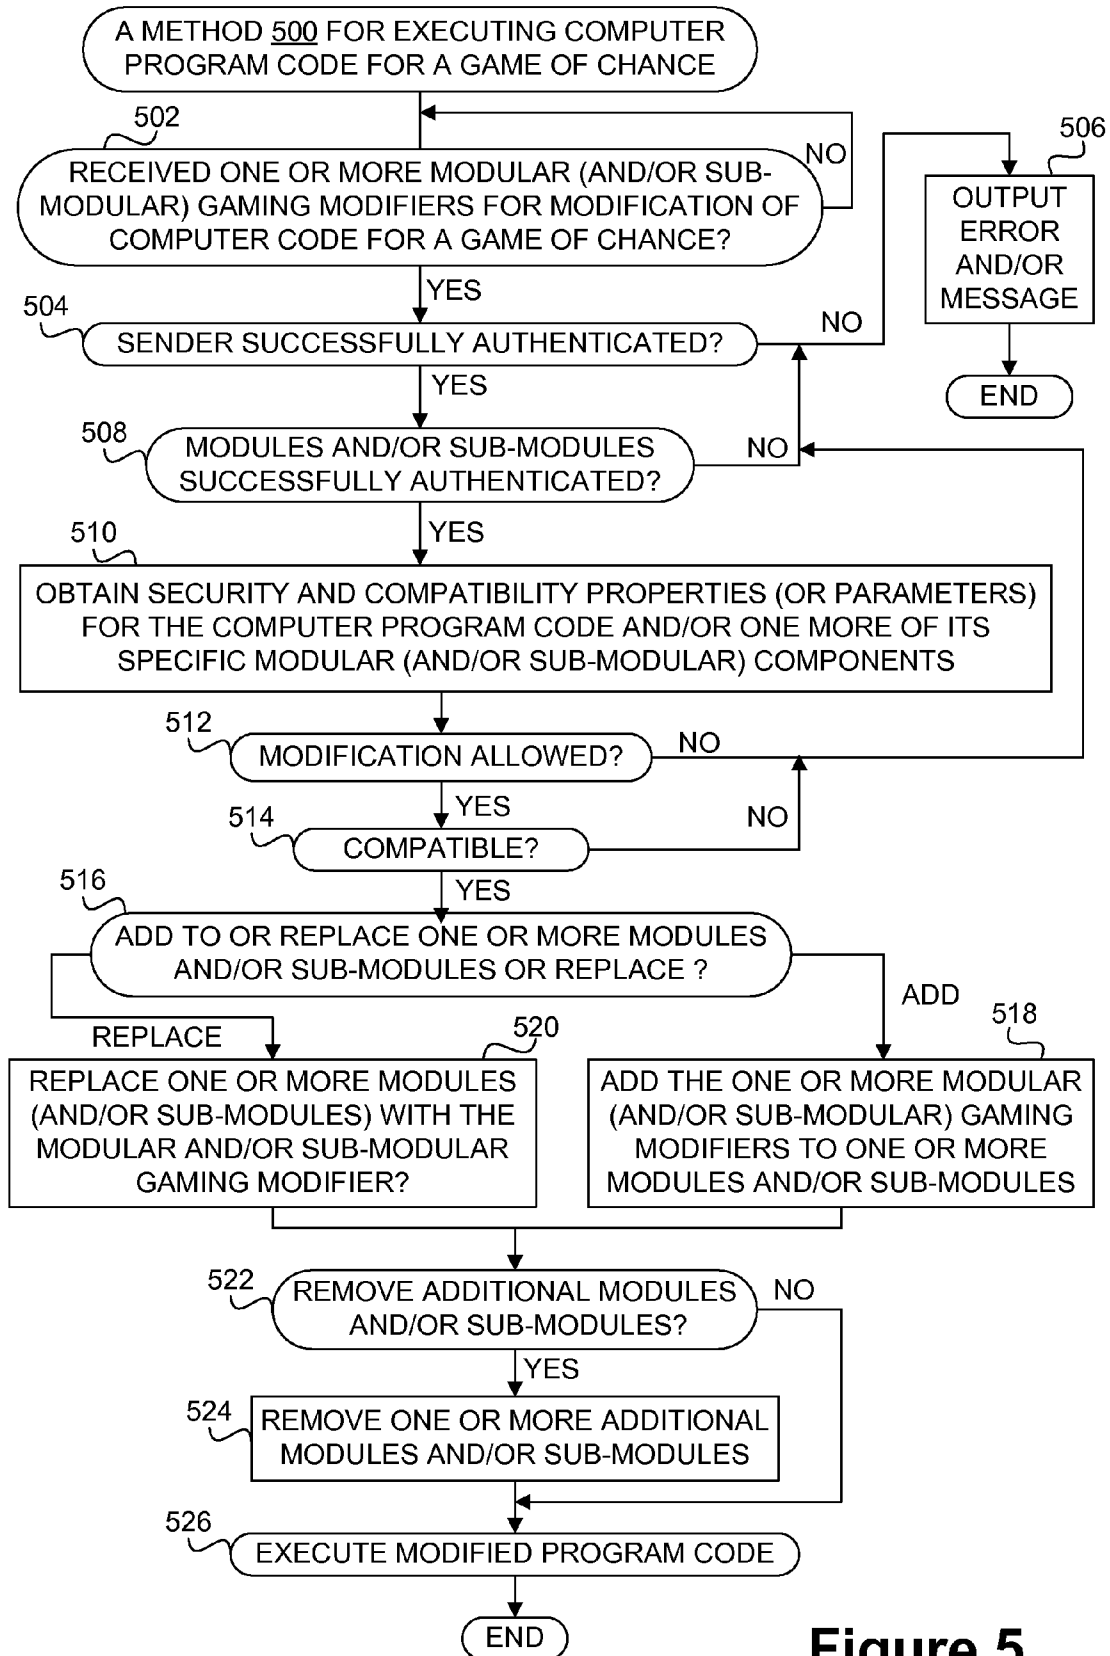 A METHOD 500 FOR EXECUTING COMPUTER
PROGRAM CODE FOR A GAME OF CHANCE
502
NO
RECEIVED ONE OR MORE MODULAR (AND/OR SUB-
MODULAR) GAMING MODIFIERS FOR MODIFICATION OF
COMPUTER CODE FOR A GAME OF CHANCE?
506
OUTPUT
ERROR
AND/OR
MESSAGE
END
YES
504
SENDER SUCCESSFULLY AUTHENTICATED?
NO
YES
508
MODULES AND/OR SUB-MODULES
SUCCESSFULLY AUTHENTICATED?
NO
YES
510
OBTAIN SECURITY AND COMPATIBILITY PROPERTIES (OR PARAMETERS)
FOR THE COMPUTER PROGRAM CODE AND/OR ONE MORE OF ITS
SPECIFIC MODULAR (AND/OR SUB-MODULAR) COMPONENTS
512
MODIFICATION ALLOWED?
NO
YES
514
COMPATIBLE?
NO
YES
516
ADD TO OR REPLACE ONE OR MORE MODULES
AND/OR SUB-MODULES OR REPLACE ?
REPLACE
ADD
520
REPLACE ONE OR MORE MODULES
(AND/OR SUB-MODULES) WITH THE
MODULAR AND/OR SUB-MODULAR
GAMING MODIFIER?
518
ADD THE ONE OR MORE MODULAR
(AND/OR SUB-MODULAR) GAMING
MODIFIERS TO ONE OR MORE
MODULES AND/OR SUB-MODULES
522
REMOVE ADDITIONAL MODULES
AND/OR SUB-MODULES?
NO
YES
524
REMOVE ONE OR MORE ADDITIONAL
MODULES AND/OR SUB-MODULES
526
EXECUTE MODIFIED PROGRAM CODE
END
Figure 5